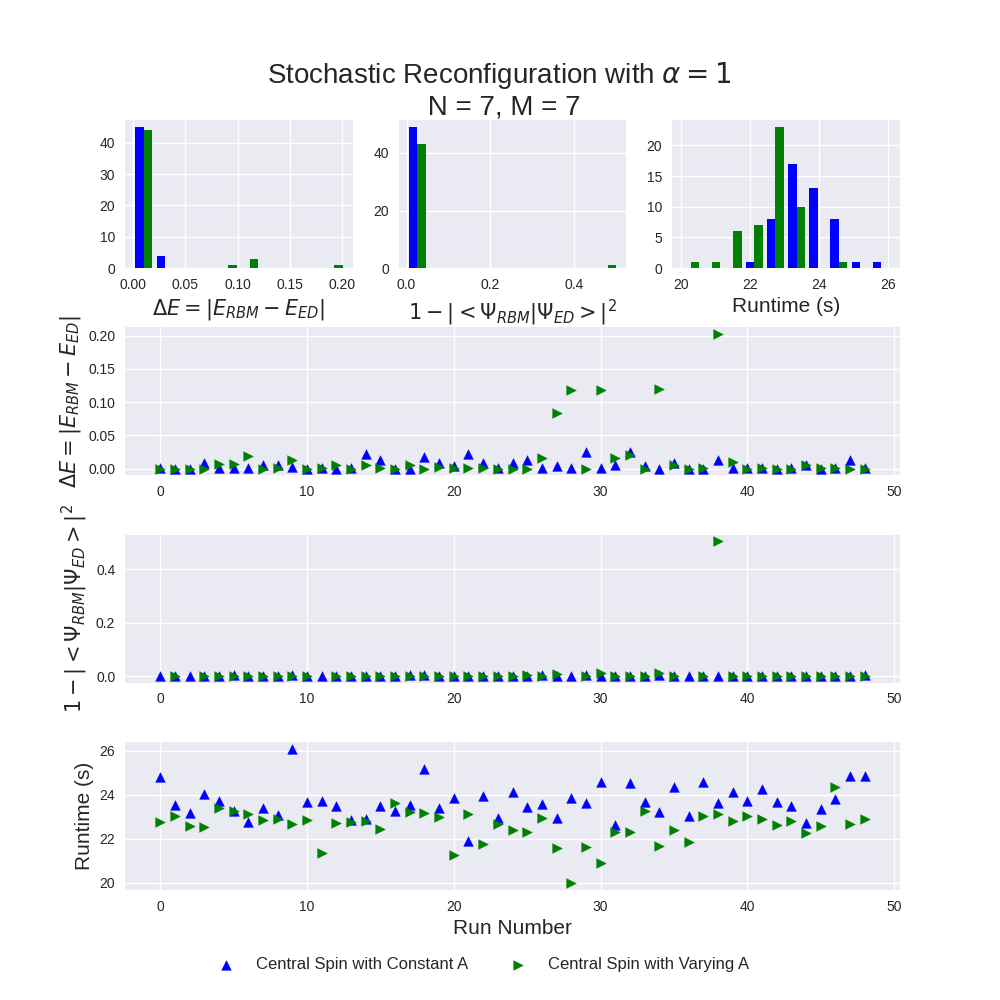 Stochastic Reconfiguration with α = 1
N = 7, M = 7
40
30
20
10
0
0.00 0.05 0.10 0.15 0.20
ΔE = |E_RBM − E_ED|
40
20
0
0.0 0.2 0.4
1 − | < Ψ_RBM|Ψ_ED > |²
20
15
10
5
0
20 22 24 26
Runtime (s)
ΔE = |E_RBM − E_ED|
0.20
0.15
0.10
0.05
0.00
0 10 20 30 40 50
1 − | < Ψ_RBM|Ψ_ED > |²
0.4
0.2
0.0
0 10 20 30 40 50
Runtime (s)
26
24
22
20
0 10 20 30 40 50
Run Number
Central Spin with Constant A Central Spin with Varying A